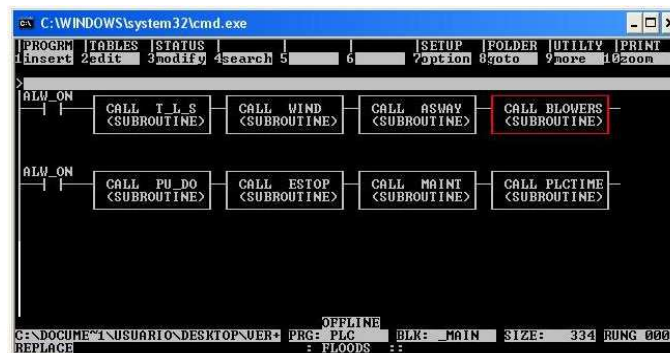 C:\WINDOWS\system32\cmd.exe
|PROGRM |TABLES |STATUS | | | |SETUP |FOLDER |UTILTY |PRINT
1insert 2edit 3modify 4search 5 6 7option 8goto 9more 10zoom
>
ALW_ON
CALL T_L_S CALL WIND CALL ASWAY CALL BLOWERS
(SUBROUTINE) (SUBROUTINE) (SUBROUTINE) (SUBROUTINE)
ALW_ON
CALL PU_DO CALL ESTOP CALL MAINT CALL PLCTIME
(SUBROUTINE) (SUBROUTINE) (SUBROUTINE) (SUBROUTINE)
OFFLINE
C:\DOCUME~1\USUARIO\DESKTOP\VER+ PRG: PLC BLK: _MAIN SIZE: 334 RUNG 000
REPLACE : FLOODS ::